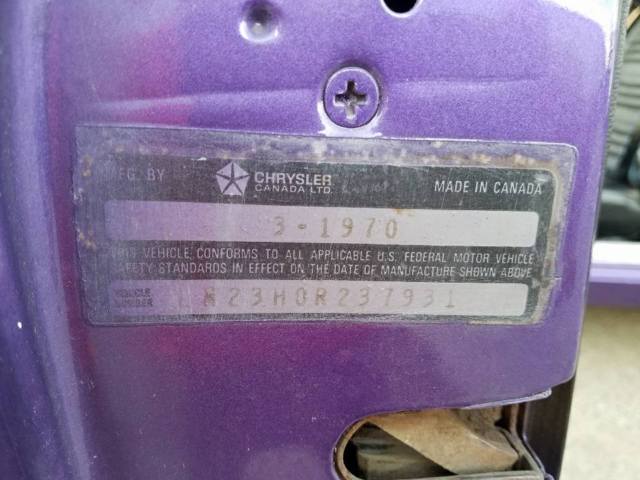 MFG. BY CHRYSLER CANADA LTD. MADE IN CANADA
3-1970
THIS VEHICLE CONFORMS TO ALL APPLICABLE U.S. FEDERAL MOTOR VEHICLE
SAFETY STANDARDS IN EFFECT ON THE DATE OF MANUFACTURE SHOWN ABOVE
VEHICLE NUMBER 23H0R237931